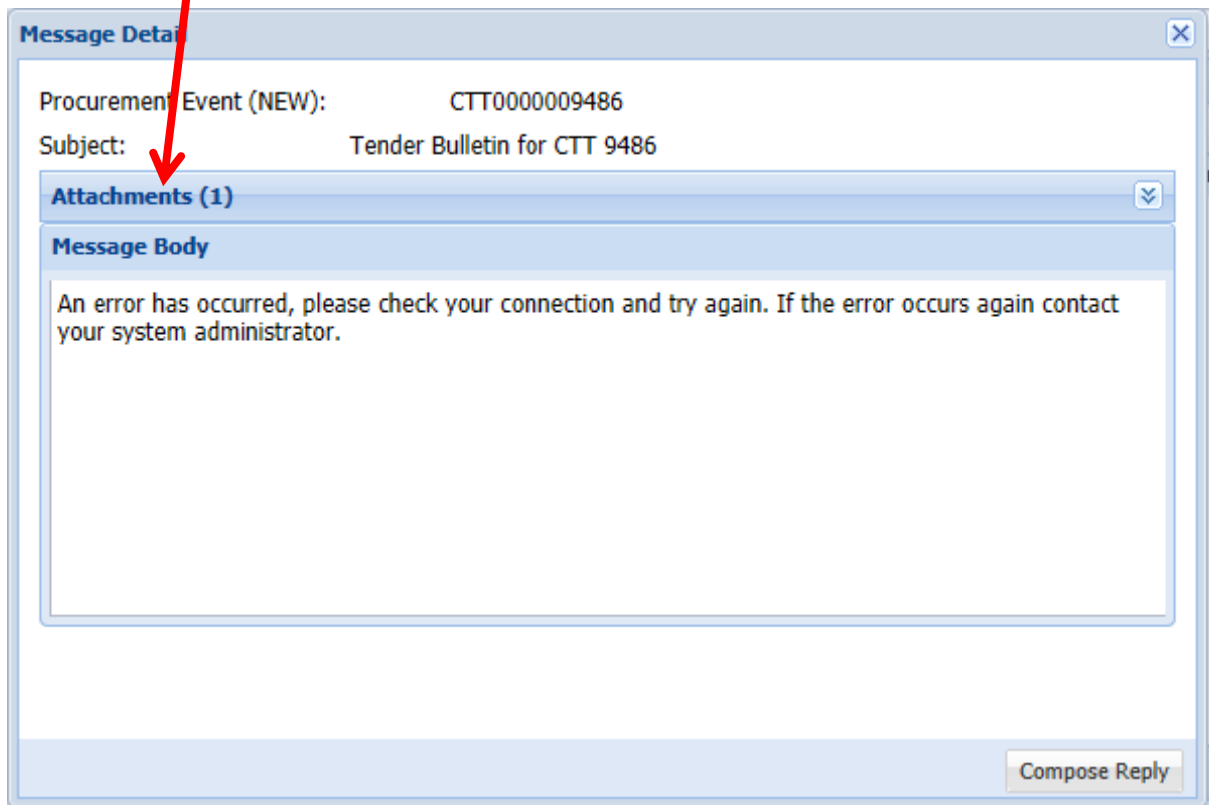 Message Detail
Procurement Event (NEW): CTT0000009486
Subject: Tender Bulletin for CTT 9486
Attachments (1)
Message Body
An error has occurred, please check your connection and try again. If the error occurs again contact
your system administrator.
Compose Reply